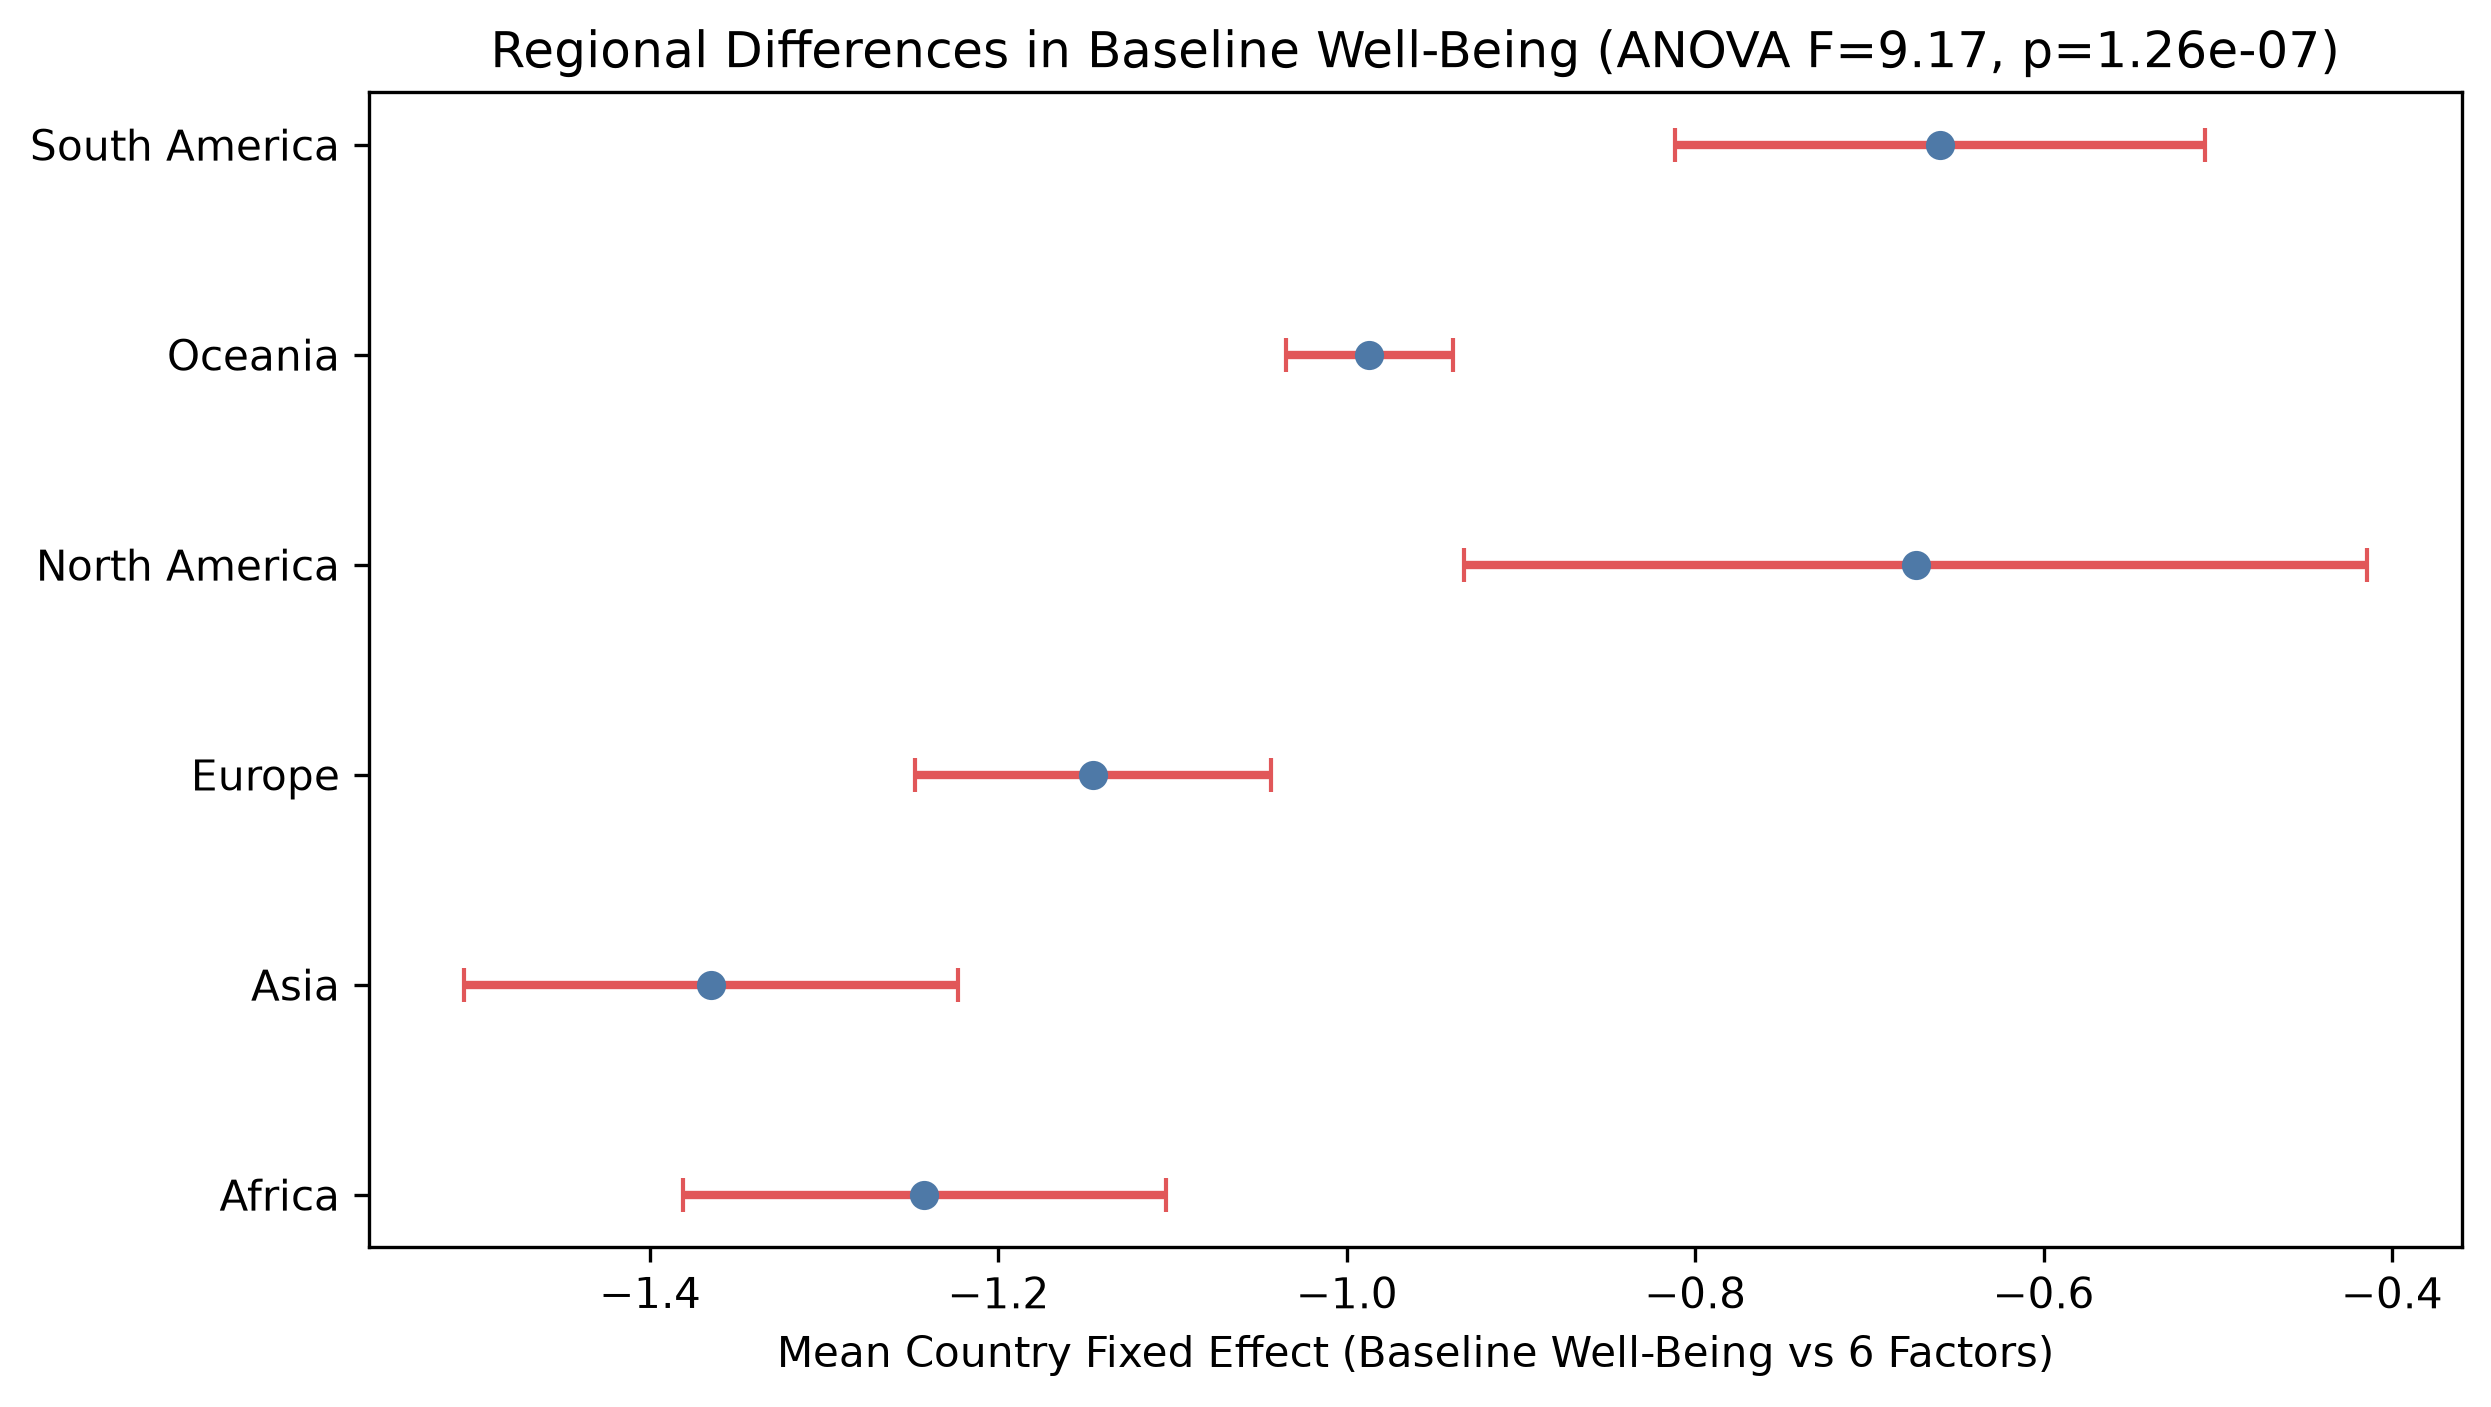 Regional Differences in Baseline Well-Being (ANOVA F=9.17, p=1.26e-07)
South America
Oceania
North America
Europe
Asia
Africa
−1.4
−1.2
−1.0
−0.8
−0.6
−0.4
Mean Country Fixed Effect (Baseline Well-Being vs 6 Factors)